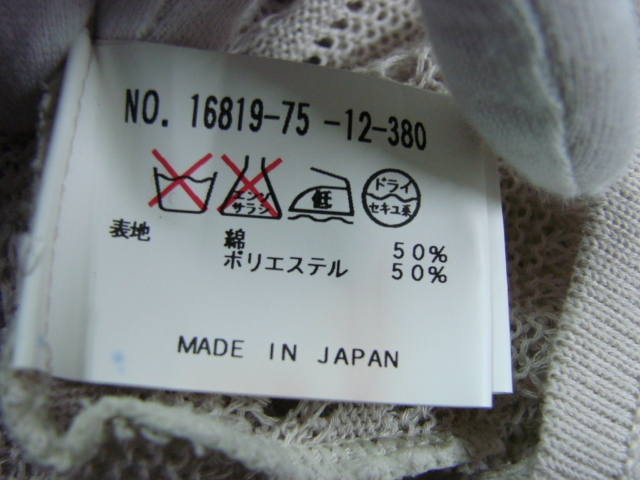 NO. 16819-75 -12-380
エンソ
サラシ
低
ドライ
セキユ系
表地 綿 50%
ポリエステル 50%
MADE IN JAPAN